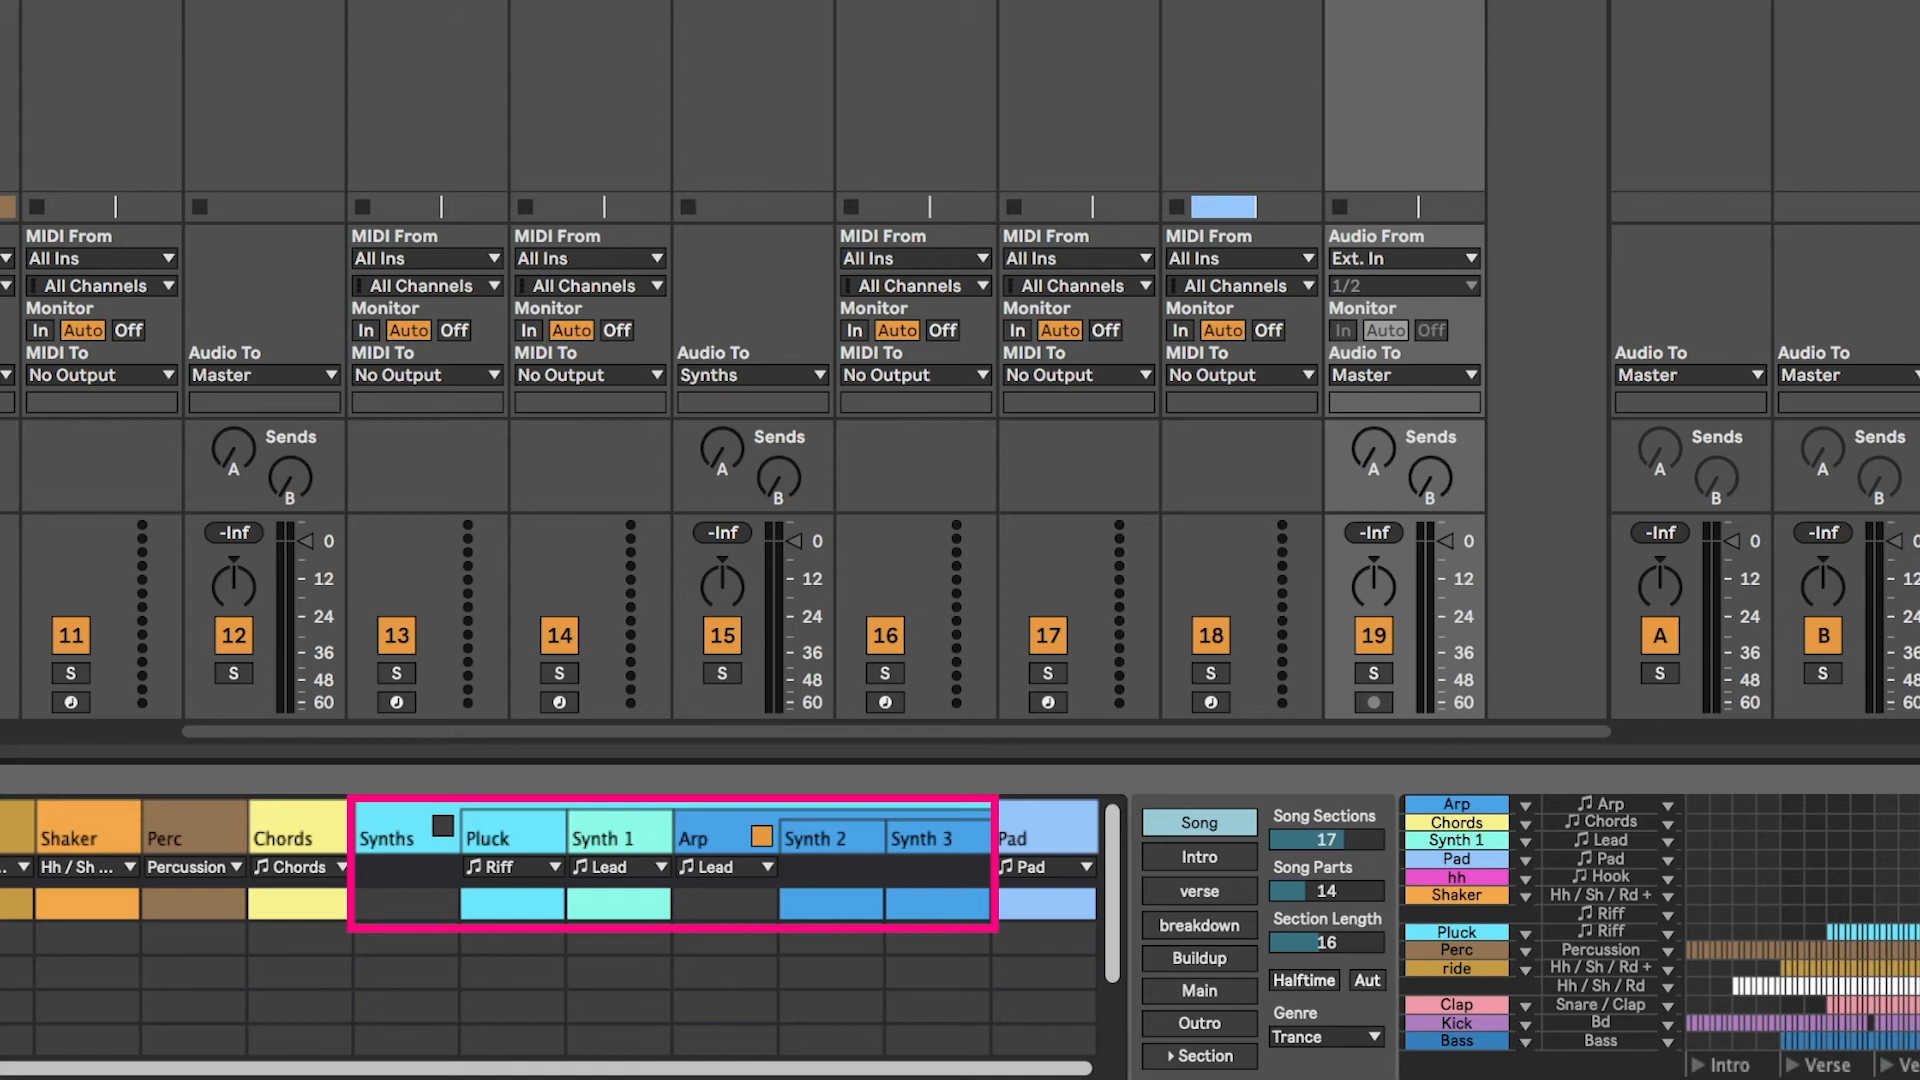 MIDI From
All Ins
All Channels
Monitor
In Auto Off
MIDI To
No Output
11
S
Audio To
Master
Sends
A
B
-Inf
0
12
24
36
48
60
12
S
MIDI From
All Ins
All Channels
Monitor
In Auto Off
MIDI To
No Output
13
S
MIDI From
All Ins
All Channels
Monitor
In Auto Off
MIDI To
No Output
14
S
Audio To
Synths
Sends
A
B
-Inf
0
12
24
36
48
60
15
S
MIDI From
All Ins
All Channels
Monitor
In Auto Off
MIDI To
No Output
16
S
MIDI From
All Ins
All Channels
Monitor
In Auto Off
MIDI To
No Output
17
S
MIDI From
All Ins
All Channels
Monitor
In Auto Off
MIDI To
No Output
18
S
Audio From
Ext. In
1/2
Monitor
In Auto Off
Audio To
Master
Sends
A
B
-Inf
0
12
24
36
48
60
19
S
Audio To
Master
Sends
A
B
-Inf
0
12
24
36
48
60
A
S
Audio To
Master
Sends
A
B
-Inf
B
S
Shaker Perc Chords Synths Pluck Synth 1 Arp Synth 2 Synth 3 Pad
Hh / Sh ... Percussion Chords Riff Lead Lead Pad
Song
Intro
verse
breakdown
Buildup
Main
Outro
Section
Song Sections
17
Song Parts
14
Section Length
16
Halftime Aut
Genre
Trance
Arp Arp
Chords Chords
Synth 1 Lead
Pad Pad
hh Hook
Shaker Hh / Sh / Rd +
Riff
Pluck Riff
Perc Percussion
ride Hh / Sh / Rd +
Hh / Sh / Rd
Clap Snare / Clap
Kick Bd
Bass Bass
Intro Verse Ve